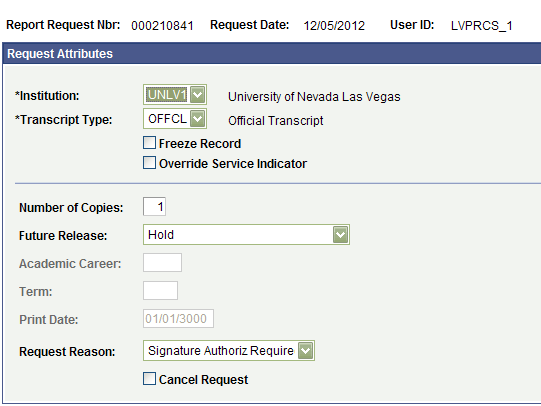 Report Request Nbr: 000210841 Request Date: 12/05/2012 User ID: LVPRCS_1
Request Attributes
*Institution: UNLV1 University of Nevada Las Vegas
*Transcript Type: OFFCL Official Transcript
Freeze Record
Override Service Indicator
Number of Copies: 1
Future Release: Hold
Academic Career:
Term:
Print Date: 01/01/3000
Request Reason: Signature Authoriz Require
Cancel Request